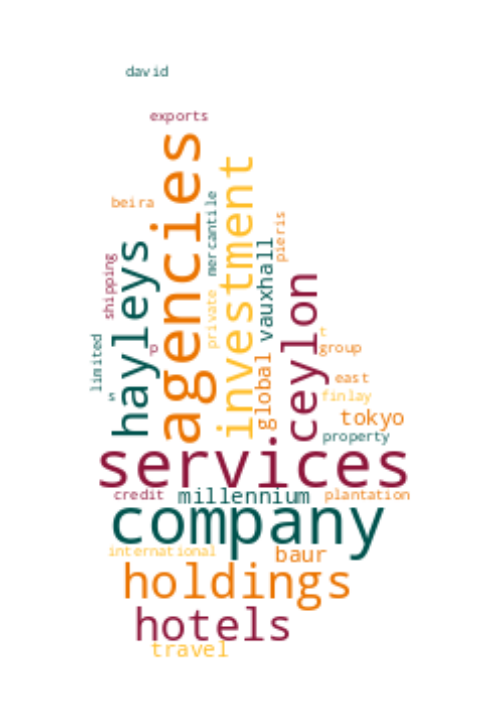 david
exports
agencies
investment
beira
mercantile
pieris
hayleys
vauxhall
shipping
private
ceylon
t
limited
p
group
global
east
s
finlay
tokyo
property
services
credit
millennium
plantation
company
international
baur
holdings
hotels
travel